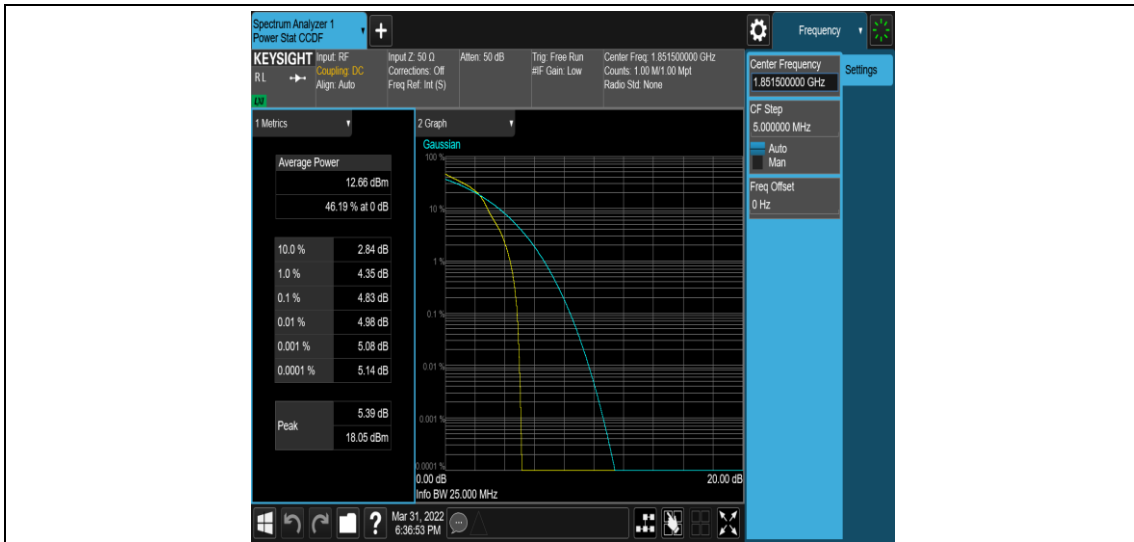 Spectrum Analyzer 1
Power Stat CCDF
+
Frequency
KEYSIGHT
RL
LXI
Input: RF
Coupling: DC
Align: Auto
Input Z: 50 Ω
Corrections: Off
Freq Ref: Int (S)
Atten: 50 dB
Trig: Free Run
#IF Gain: Low
Center Freq: 1.851500000 GHz
Counts: 1.00 M/1.00 Mpt
Radio Std: None
Center Frequency
1.851500000 GHz
Settings
CF Step
5.000000 MHz
Auto
Man
Freq Offset
0 Hz
1 Metrics
Average Power
12.66 dBm
46.19 % at 0 dB
10.0 % 2.84 dB
1.0 % 4.35 dB
0.1 % 4.83 dB
0.01 % 4.98 dB
0.001 % 5.08 dB
0.0001 % 5.14 dB
Peak
5.39 dB
18.05 dBm
2 Graph
Gaussian
100 %
10 %
1 %
0.1 %
0.01 %
0.001 %
0.0001 %
0.00 dB 20.00 dB
Info BW 25.000 MHz
?
Mar 31, 2022
6:36:53 PM